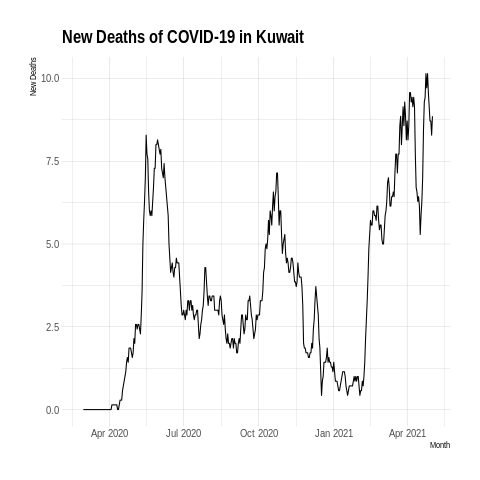 New Deaths of COVID-19 in Kuwait
New Deaths
10.0
7.5
5.0
2.5
0.0
Apr 2020 Jul 2020 Oct 2020 Jan 2021 Apr 2021
Month